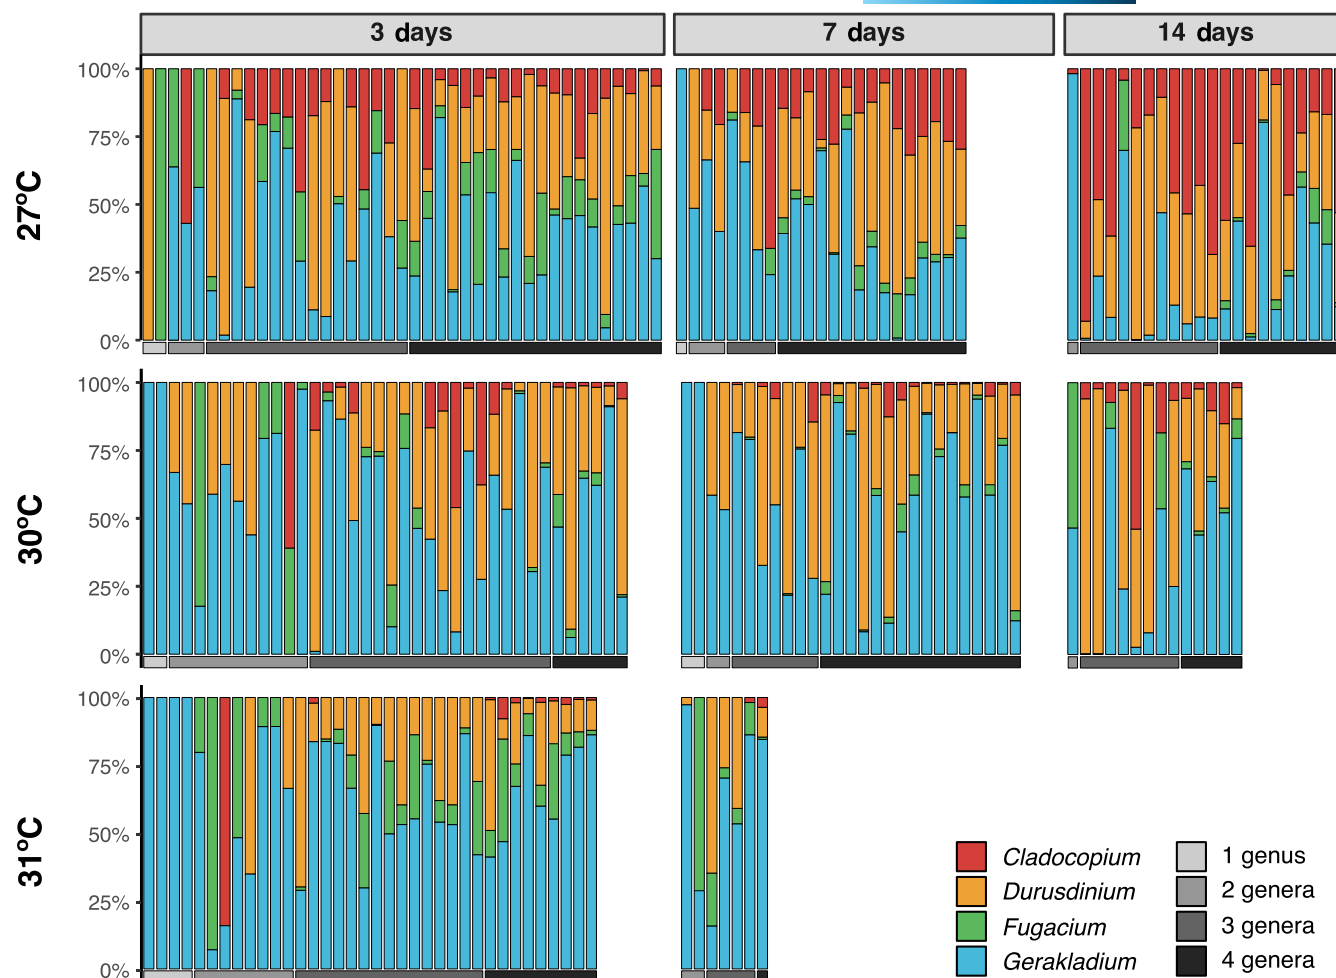 3 days
7 days
14 days
27°C
100%
75%
50%
25%
0%
30°C
100%
75%
50%
25%
0%
31°C
100%
75%
50%
25%
0%
Cladocopium
Durusdinium
Fugacium
Gerakladium
1 genus
2 genera
3 genera
4 genera